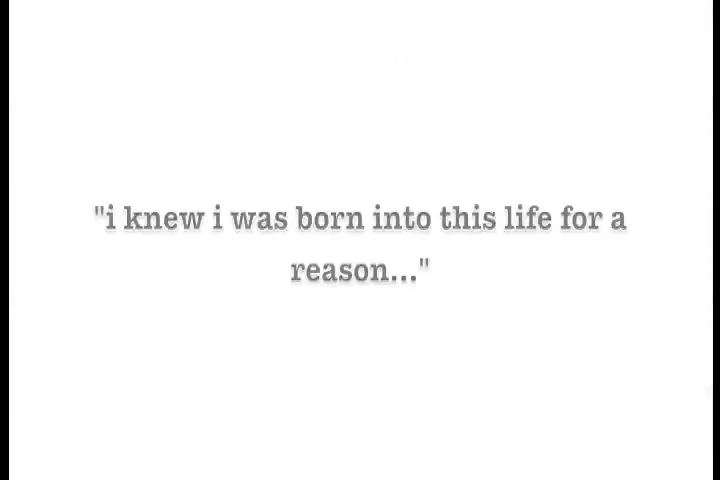 "i knew i was born into this life for a
reason..."